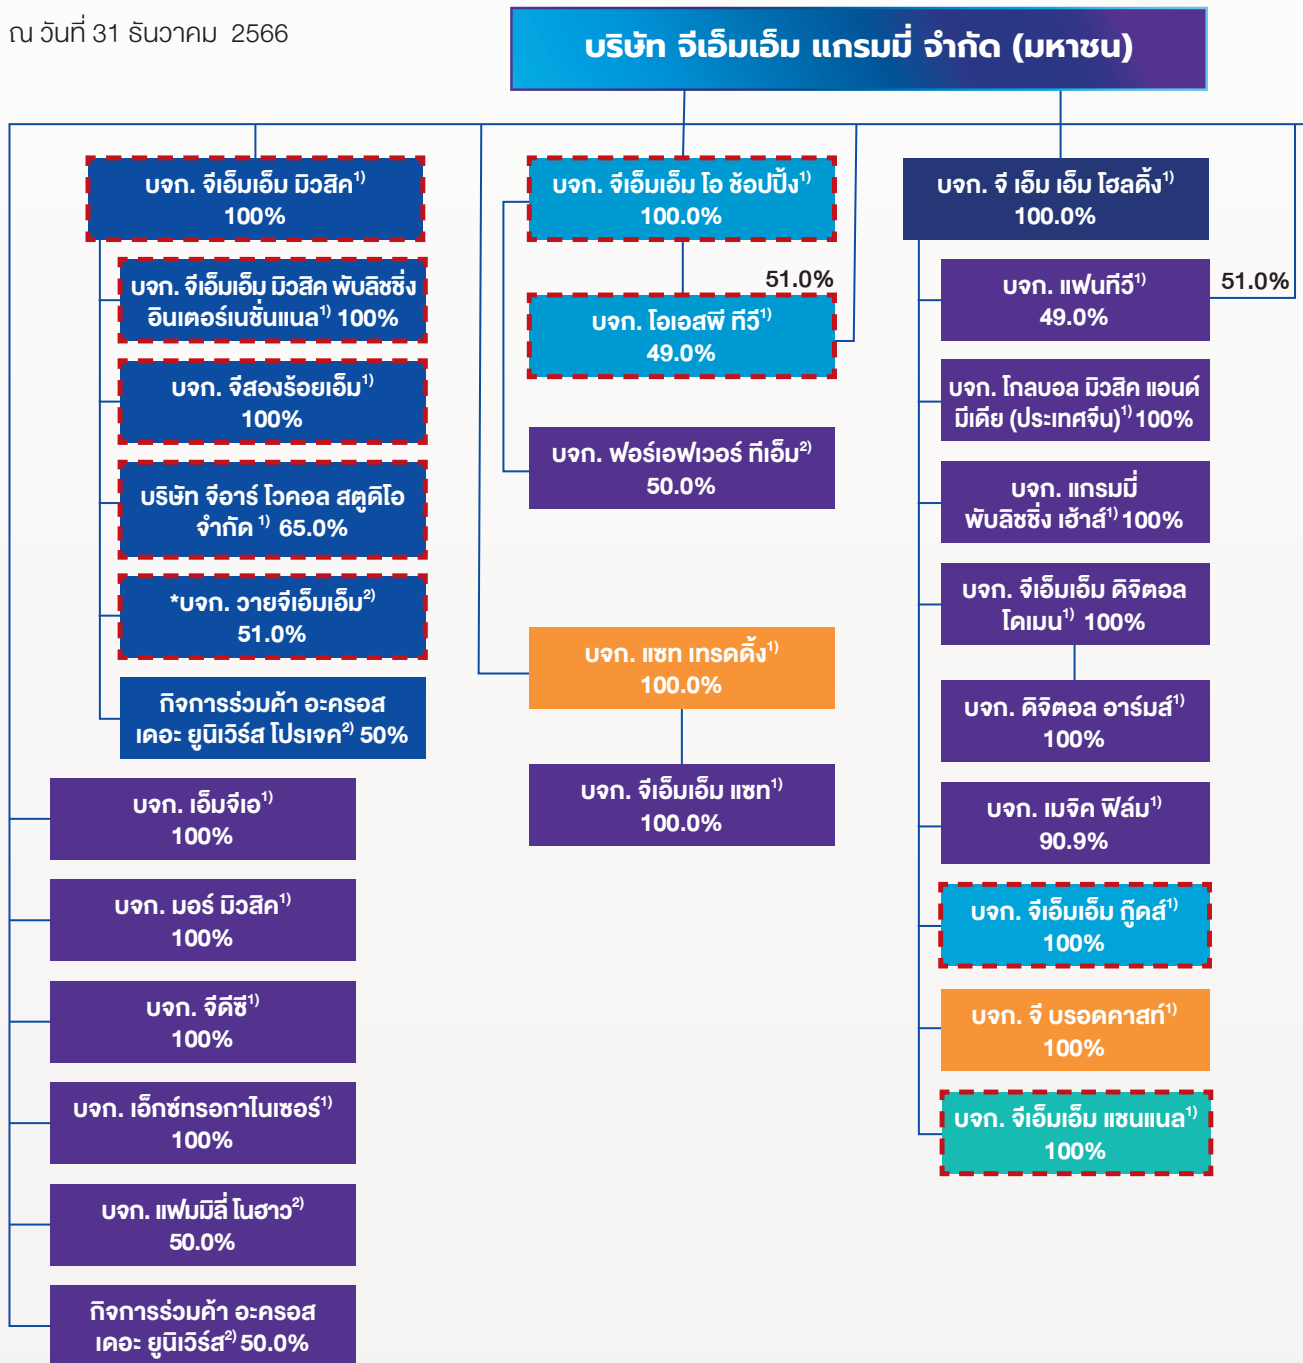 ณ วันที่ 31 ธันวาคม 2566
บริษัท จีเอ็มเอ็ม แกรมมี่ จำกัด (มหาชน)
บจก. จีเอ็มเอ็ม มิวสิค1)
100%
บจก. จีเอ็มเอ็ม มิวสิค พับลิชชิ่ง
อินเตอร์เนชั่นแนล1) 100%
บจก. จีสองร้อยเอ็ม1)
100%
บริษัท จีอาร์ โวคอล สตูดิโอ
จำกัด 1) 65.0%
*บจก. วายจีเอ็มเอ็ม2)
51.0%
กิจการร่วมค้า อะครอส
เดอะ ยูนิเวิร์ส โปรเจค2) 50%
บจก. เอ็มจีเอ1)
100%
บจก. มอร์ มิวสิค1)
100%
บจก. จีดีซี1)
100%
บจก. เอ็กซ์ทรอกาไนเซอร์1)
100%
บจก. แฟมมิลี่ โนฮาว2)
50.0%
กิจการร่วมค้า อะครอส
เดอะ ยูนิเวิร์ส2) 50.0%
บจก. จีเอ็มเอ็ม โอ ช้อปปิ้ง1)
100.0%
51.0%
บจก. โอเอสพี ทีวี1)
49.0%
บจก. ฟอร์เอฟเวอร์ ทีเอ็ม2)
50.0%
บจก. แซท เทรดดิ้ง1)
100.0%
บจก. จีเอ็มเอ็ม แซท1)
100.0%
บจก. จี เอ็ม เอ็ม โฮลดิ้ง1)
100.0%
บจก. แฟนทีวี1)
49.0%
51.0%
บจก. โกลบอล มิวสิค แอนด์
มีเดีย (ประเทศจีน)1) 100%
บจก. แกรมมี่
พับลิชชิ่ง เฮ้าส์1) 100%
บจก. จีเอ็มเอ็ม ดิจิตอล
โดเมน1) 100%
บจก. ดิจิตอล อาร์มส์1)
100%
บจก. เมจิค ฟิล์ม1)
90.9%
บจก. จีเอ็มเอ็ม กู๊ดส์1)
100%
บจก. จี บรอดคาสท์1)
100%
บจก. จีเอ็มเอ็ม แชนแนล1)
100%